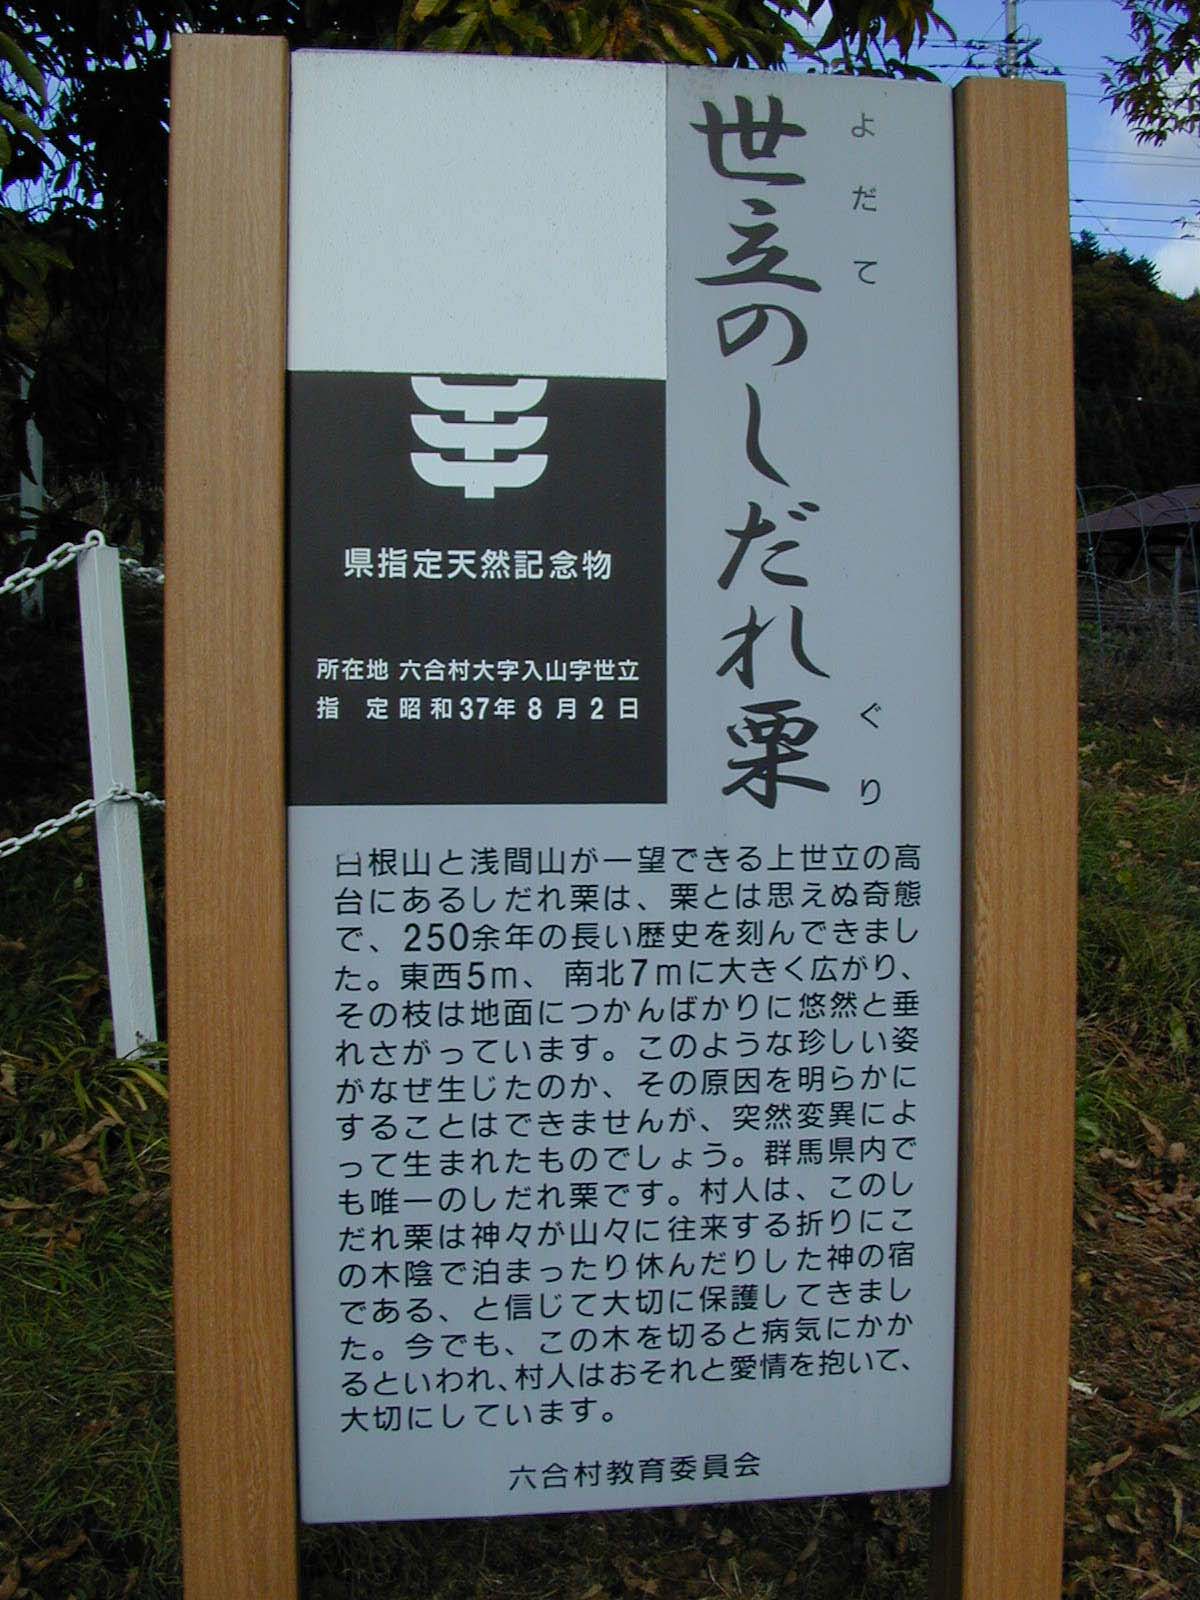 世立のしだれ栗
よだて
ぐり
県指定天然記念物
所在地 六合村大字入山字世立
指 定 昭和37年8月2日
白根山と浅間山が一望できる上世立の高
台にあるしだれ栗は、栗とは思えぬ奇態
で、250余年の長い歴史を刻んできまし
た。東西5m、南北7mに大きく広がり、
その枝は地面につかんばかりに悠然と垂
れさがっています。このような珍しい姿
がなぜ生じたのか、その原因を明らかに
することはできませんが、突然変異によ
って生まれたものでしょう。群馬県内で
も唯一のしだれ栗です。村人は、このし
だれ栗は神々が山々に往来する折りにこ
の木陰で泊まったり休んだりした神の宿
である、と信じて大切に保護してきまし
た。今でも、この木を切ると病気にかか
るといわれ、村人はおそれと愛情を抱いて、
大切にしています。
六合村教育委員会